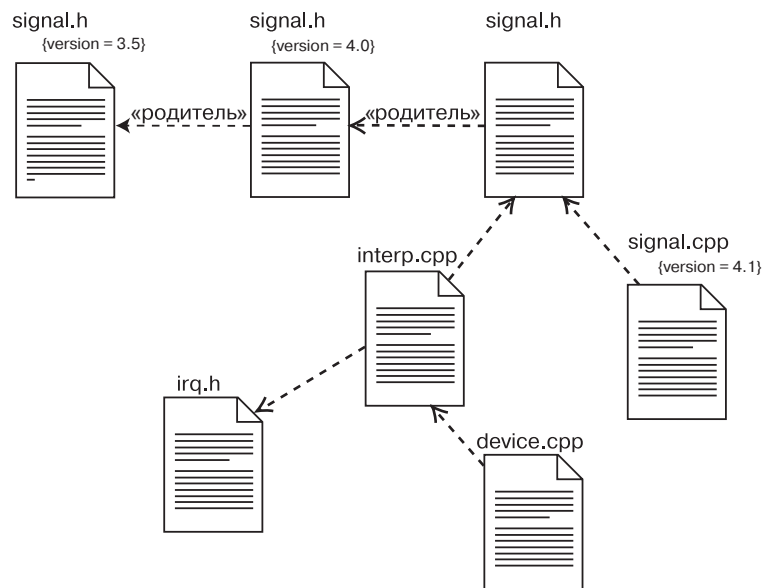 signal.h
signal.h
signal.h
{version = 3.5}
{version = 4.0}
«родитель»
«родитель»
signal.cpp
{version = 4.1}
interp.cpp
irq.h
device.cpp